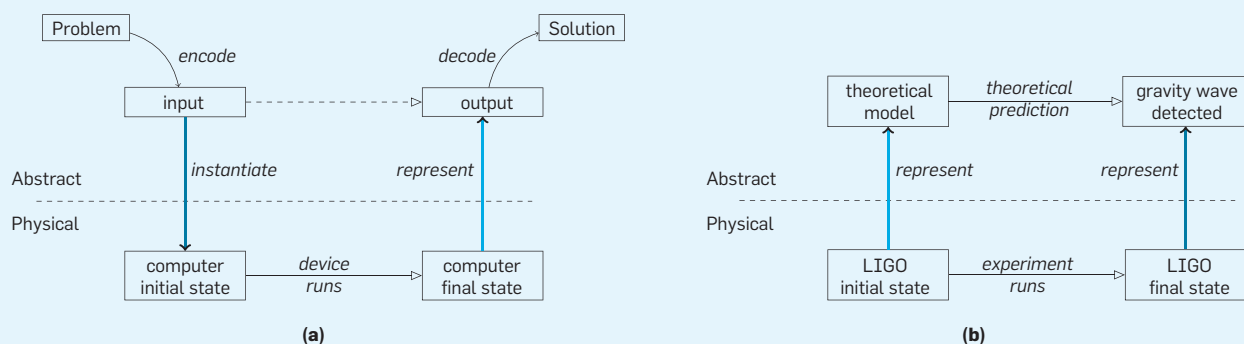 Problem
Solution
encode
decode
input
output
instantiate
represent
Abstract
Physical
computer
initial state
device
runs
computer
final state
(a)
theoretical
model
theoretical
prediction
gravity wave
detected
represent
represent
Abstract
Physical
LIGO
initial state
experiment
runs
LIGO
final state
(b)